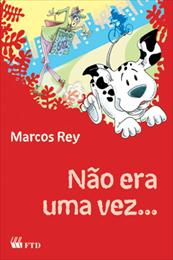 Marcos Rey
Não era
uma vez...
FTD